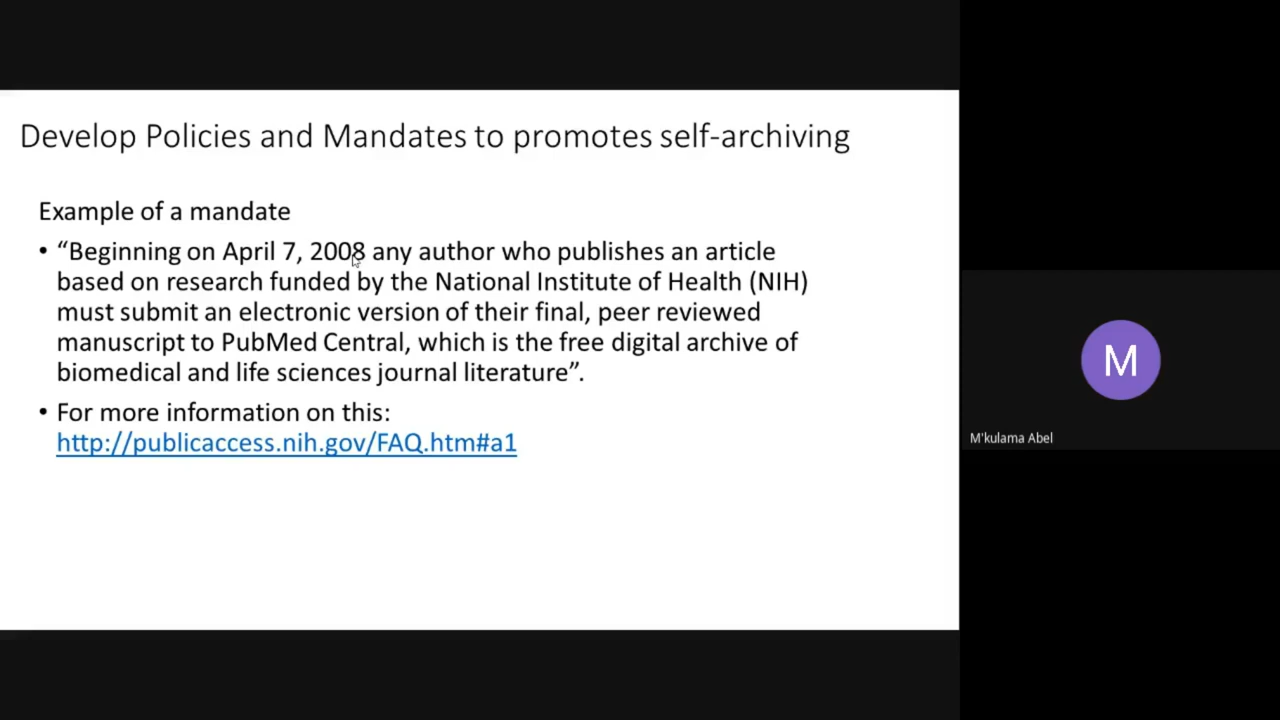 Develop Policies and Mandates to promotes self-archiving
Example of a mandate
• “Beginning on April 7, 2008 any author who publishes an article
based on research funded by the National Institute of Health (NIH)
must submit an electronic version of their final, peer reviewed
manuscript to PubMed Central, which is the free digital archive of
biomedical and life sciences journal literature”.
• For more information on this:
http://publicaccess.nih.gov/FAQ.htm#a1
M
M'kulama Abel